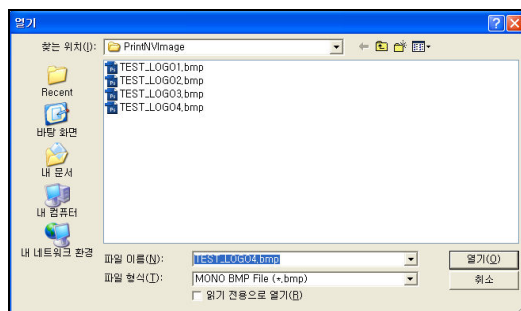 열기
찾는 위치(I): PrintNVImage
TEST_LOGO1.bmp
TEST_LOGO2.bmp
TEST_LOGO3.bmp
TEST_LOGO4.bmp
Recent
바탕 화면
내 문서
내 컴퓨터
내 네트워크 환경
파일 이름(N): TEST_LOGO4.bmp 열기(O)
파일 형식(T): MONO BMP File (*.bmp) 취소
읽기 전용으로 열기(R)